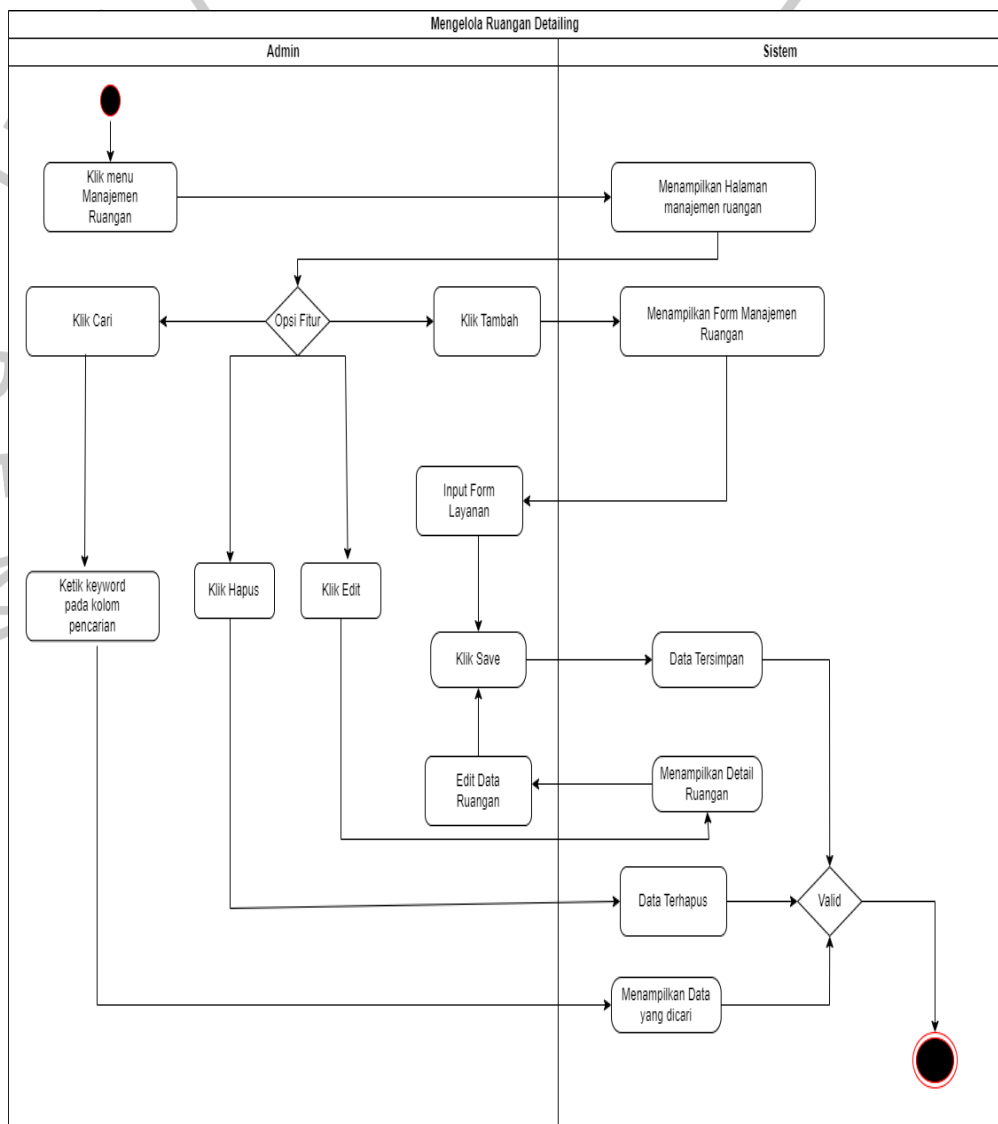 Mengelola Ruangan Detailing
Admin
Sistem
Klik menu
Manajemen
Ruangan
Menampilkan Halaman
manajemen ruangan
Klik Cari
Opsi Fitur
Klik Tambah
Menampilkan Form Manajemen
Ruangan
Input Form
Layanan
Ketik keyword
pada kolom
pencarian
Klik Hapus
Klik Edit
Klik Save
Data Tersimpan
Edit Data
Ruangan
Menampilkan Detail
Ruangan
Data Terhapus
Valid
Menampilkan Data
yang dicari